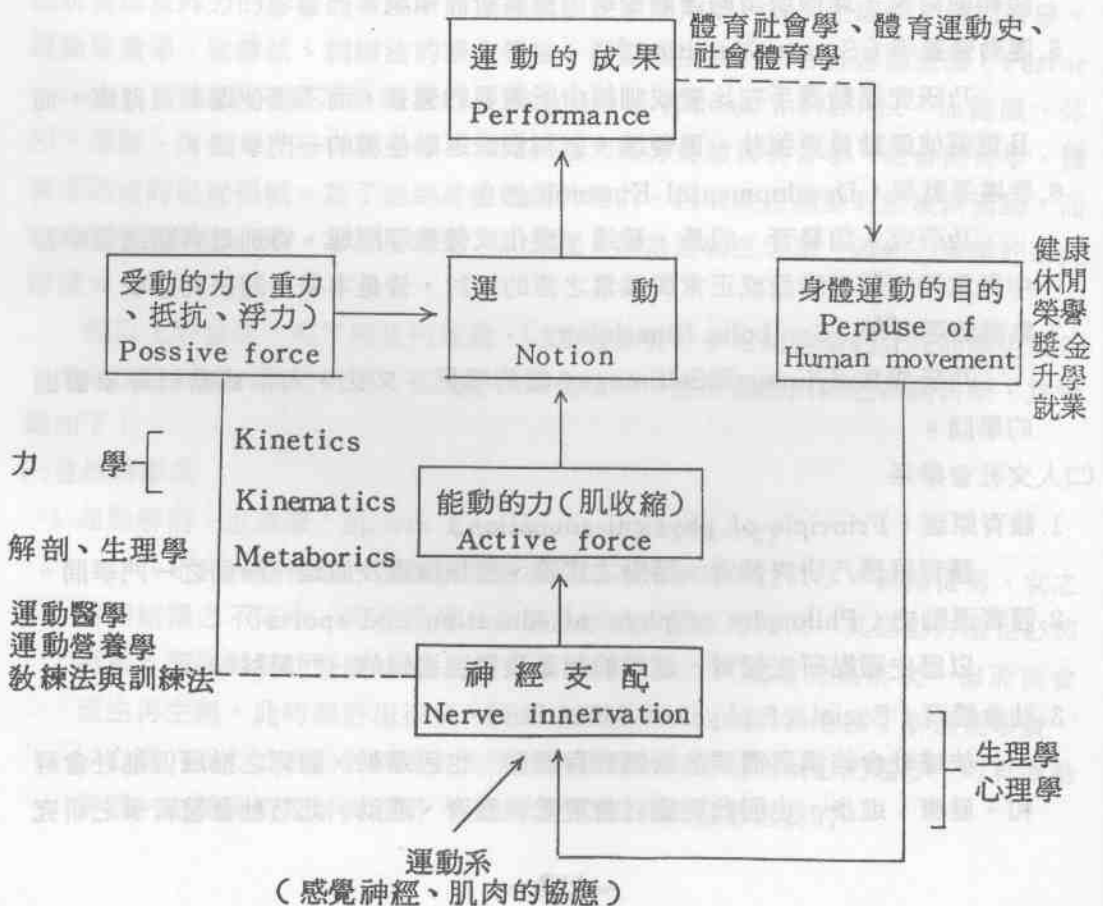 運動的成果
Performance
體育社會學、體育運動史、
社會體育學
受動的力(重力
、抵抗、浮力)
Possive force
運動
Notion
身體運動的目的
Perpuse of
Human movement
健康
休閒
榮譽
獎金
升學
就業
力學
Kinetics
Kinematics
能動的力(肌收縮)
Active force
解剖、生理學
Metaborics
運動醫學
運動營養學
敎練法與訓練法
神經支配
Nerve innervation
生理學
心理學
運動系
(感覺神經、肌肉的協應)